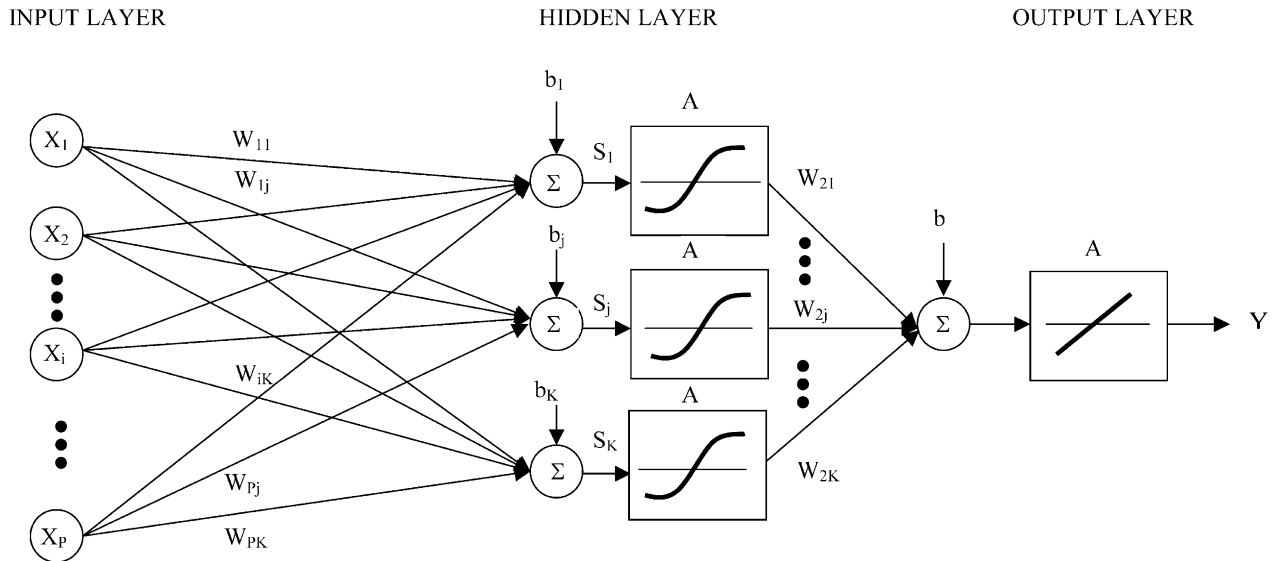 INPUT LAYER HIDDEN LAYER OUTPUT LAYER
b1
A
X1
W11
S1
Σ
W1j
W21
X2
bj
A
b
A
Sj
W2j
Σ
Σ
Y
Xi
WiK
bK
A
SK
Σ
W2K
WPj
XP
WPK